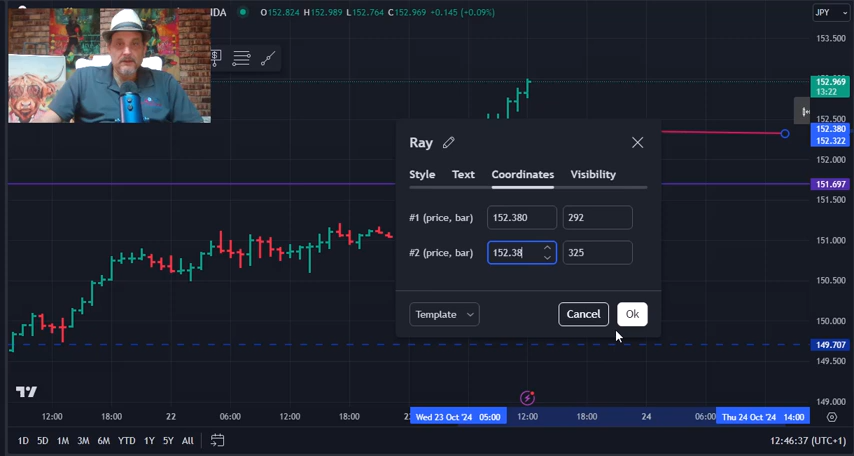 IDA O152.824 H152.989 L152.764 C152.969 +0.145 (+0.09%)
JPY
153.500
152.969
13:22
152.500
152.380
152.322
152.000
151.697
151.500
151.000
150.500
150.000
149.707
149.500
149.000
Ray
Style Text Coordinates Visibility
#1 (price, bar) 152.380 292
#2 (price, bar) 152.38 325
Template Cancel Ok
12:00 18:00 22 06:00 12:00 18:00 Wed 23 Oct '24 05:00 12:00 18:00 24 06:00 Thu 24 Oct '24 14:00
1D 5D 1M 3M 6M YTD 1Y 5Y All 12:46:37 (UTC+1)